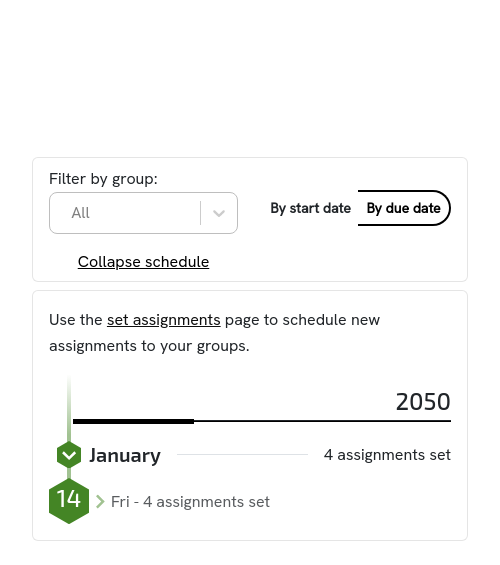 Filter by group:
All
By start date
By due date
Collapse schedule
Use the set assignments page to schedule new
assignments to your groups.
2050
January
4 assignments set
14
Fri - 4 assignments set